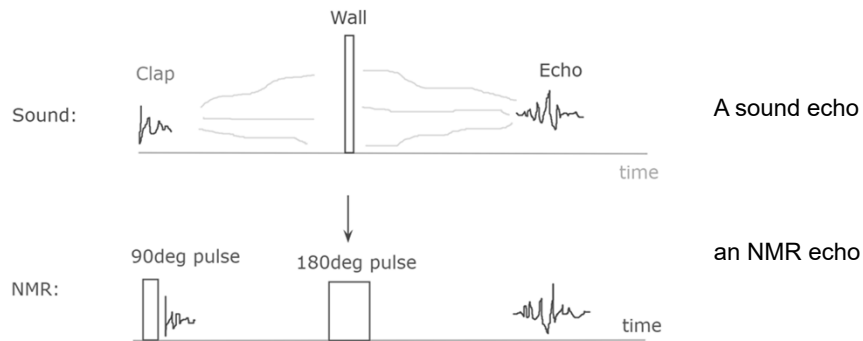 Wall
Clap
Echo
Sound:
A sound echo
time
90deg pulse
180deg pulse
an NMR echo
NMR:
time